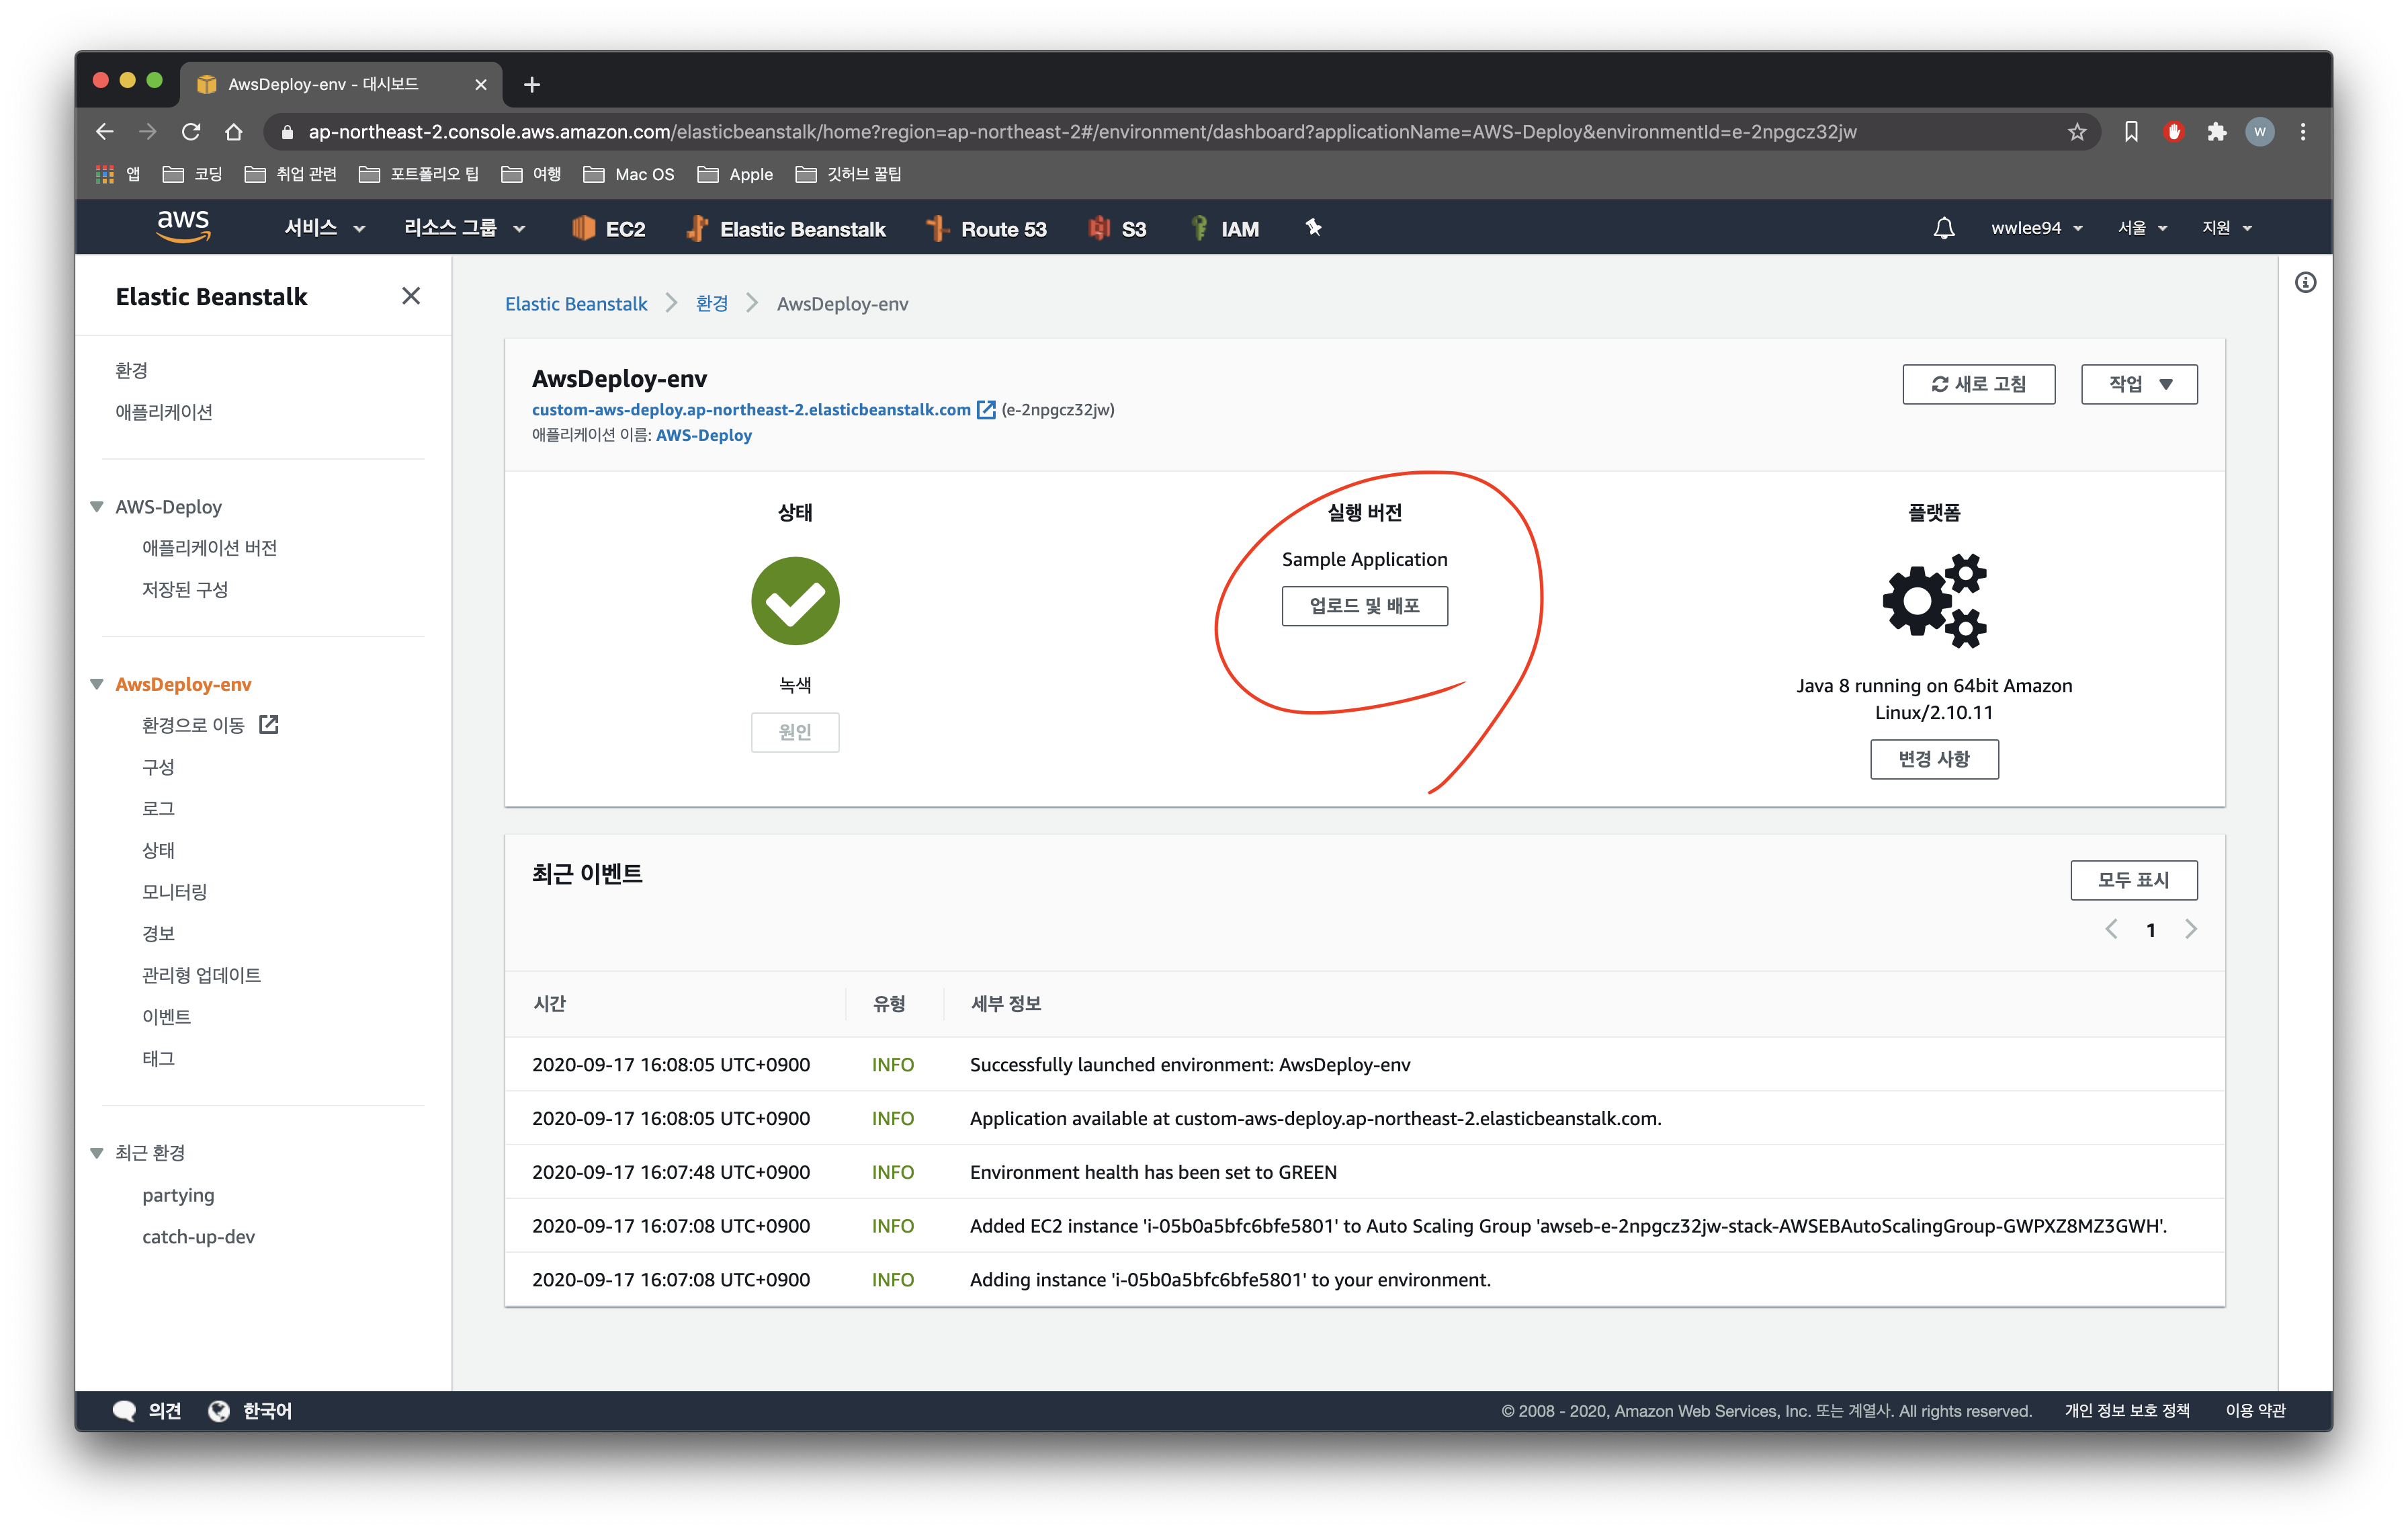 AwsDeploy-env - 대시보드
ap-northeast-2.console.aws.amazon.com/elasticbeanstalk/home?region=ap-northeast-2#/environment/dashboard?applicationName=AWS-Deploy&environmentId=e-2npgcz32jw
W
앱 코딩 취업 관련 포트폴리오 팁 여행 Mac OS Apple 깃허브 꿀팁
aws 서비스 리소스 그룹 EC2 Elastic Beanstalk Route 53 S3 IAM wwlee94 서울 지원
Elastic Beanstalk
환경
애플리케이션
AWS-Deploy
애플리케이션 버전
저장된 구성
AwsDeploy-env
환경으로 이동
구성
로그
상태
모니터링
경보
관리형 업데이트
이벤트
태그
최근 환경
partying
catch-up-dev
Elastic Beanstalk 환경 AwsDeploy-env
AwsDeploy-env
custom-aws-deploy.ap-northeast-2.elasticbeanstalk.com (e-2npgcz32jw)
애플리케이션 이름: AWS-Deploy
새로 고침 작업
상태
녹색
원인
실행 버전
Sample Application
업로드 및 배포
플랫폼
Java 8 running on 64bit Amazon
Linux/2.10.11
변경 사항
최근 이벤트
모두 표시
1
시간 유형 세부 정보
2020-09-17 16:08:05 UTC+0900 INFO Successfully launched environment: AwsDeploy-env
2020-09-17 16:08:05 UTC+0900 INFO Application available at custom-aws-deploy.ap-northeast-2.elasticbeanstalk.com.
2020-09-17 16:07:48 UTC+0900 INFO Environment health has been set to GREEN
2020-09-17 16:07:08 UTC+0900 INFO Added EC2 instance 'i-05b0a5bfc6bfe5801' to Auto Scaling Group 'awseb-e-2npgcz32jw-stack-AWSEBAutoScalingGroup-GWPXZ8MZ3GWH'.
2020-09-17 16:07:08 UTC+0900 INFO Adding instance 'i-05b0a5bfc6bfe5801' to your environment.
의견 한국어 © 2008 - 2020, Amazon Web Services, Inc. 또는 계열사. All rights reserved. 개인 정보 보호 정책 이용 약관